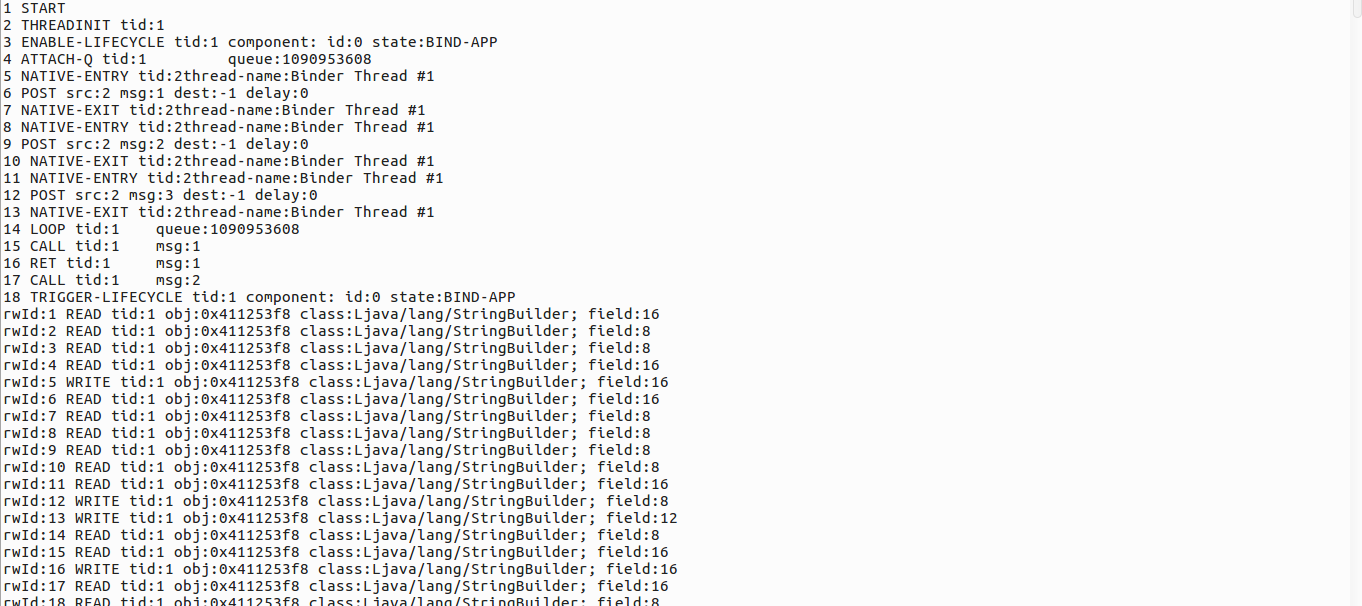 1 START
2 THREADINIT tid:1
3 ENABLE-LIFECYCLE tid:1 component: id:0 state:BIND-APP
4 ATTACH-Q tid:1         queue:1090953608
5 NATIVE-ENTRY tid:2thread-name:Binder Thread #1
6 POST src:2 msg:1 dest:-1 delay:0
7 NATIVE-EXIT tid:2thread-name:Binder Thread #1
8 NATIVE-ENTRY tid:2thread-name:Binder Thread #1
9 POST src:2 msg:2 dest:-1 delay:0
10 NATIVE-EXIT tid:2thread-name:Binder Thread #1
11 NATIVE-ENTRY tid:2thread-name:Binder Thread #1
12 POST src:2 msg:3 dest:-1 delay:0
13 NATIVE-EXIT tid:2thread-name:Binder Thread #1
14 LOOP tid:1    queue:1090953608
15 CALL tid:1    msg:1
16 RET tid:1     msg:1
17 CALL tid:1    msg:2
18 TRIGGER-LIFECYCLE tid:1 component: id:0 state:BIND-APP
rwId:1 READ tid:1 obj:0x411253f8 class:Ljava/lang/StringBuilder; field:16
rwId:2 READ tid:1 obj:0x411253f8 class:Ljava/lang/StringBuilder; field:8
rwId:3 READ tid:1 obj:0x411253f8 class:Ljava/lang/StringBuilder; field:8
rwId:4 READ tid:1 obj:0x411253f8 class:Ljava/lang/StringBuilder; field:16
rwId:5 WRITE tid:1 obj:0x411253f8 class:Ljava/lang/StringBuilder; field:16
rwId:6 READ tid:1 obj:0x411253f8 class:Ljava/lang/StringBuilder; field:16
rwId:7 READ tid:1 obj:0x411253f8 class:Ljava/lang/StringBuilder; field:8
rwId:8 READ tid:1 obj:0x411253f8 class:Ljava/lang/StringBuilder; field:8
rwId:9 READ tid:1 obj:0x411253f8 class:Ljava/lang/StringBuilder; field:8
rwId:10 READ tid:1 obj:0x411253f8 class:Ljava/lang/StringBuilder; field:8
rwId:11 READ tid:1 obj:0x411253f8 class:Ljava/lang/StringBuilder; field:16
rwId:12 WRITE tid:1 obj:0x411253f8 class:Ljava/lang/StringBuilder; field:8
rwId:13 WRITE tid:1 obj:0x411253f8 class:Ljava/lang/StringBuilder; field:12
rwId:14 READ tid:1 obj:0x411253f8 class:Ljava/lang/StringBuilder; field:8
rwId:15 READ tid:1 obj:0x411253f8 class:Ljava/lang/StringBuilder; field:16
rwId:16 WRITE tid:1 obj:0x411253f8 class:Ljava/lang/StringBuilder; field:16
rwId:17 READ tid:1 obj:0x411253f8 class:Ljava/lang/StringBuilder; field:16
rwId:18 READ tid:1 obj:0x411253f8 class:Ljava/lang/StringBuilder; field:8